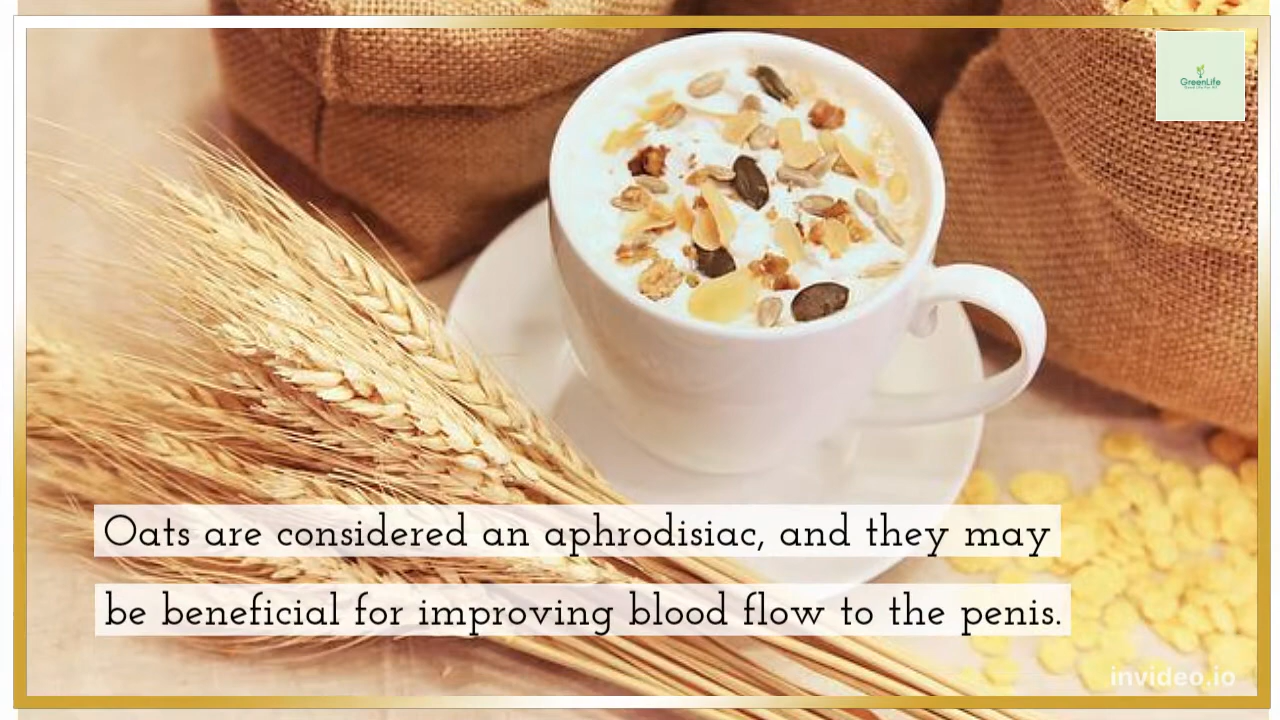 GreenLife
Oats are considered an aphrodisiac, and they may
be beneficial for improving blood flow to the penis.
invideo.io